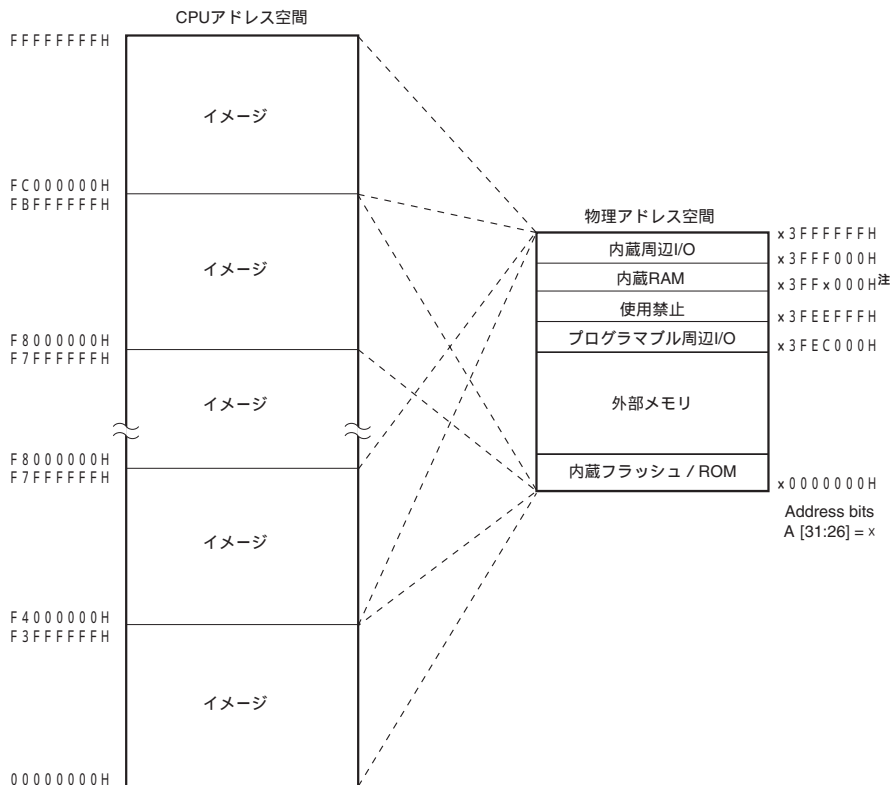 CPUアドレス空間
FFFFFFFFH
イメージ
FC000000H
FBFFFFFFH
イメージ
F8000000H
F7FFFFFFH
イメージ
F8000000H
F7FFFFFFH
イメージ
F4000000H
F3FFFFFFH
イメージ
00000000H
物理アドレス空間
内蔵周辺I/O
内蔵RAM
使用禁止
プログラマブル周辺I/O
外部メモリ
内蔵フラッシュ / ROM
x3FFFFFFH
x3FFF000H
x3FFx000H注
x3FEEFFFH
x3FEC000H
x0000000H
Address bits
A [31:26] = x